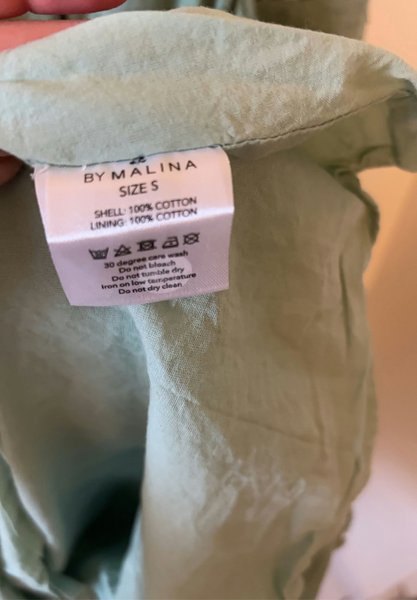 BY MALINA
SIZE S
SHELL: 100% COTTON
LINING: 100% COTTON
30 degree care wash
Do not bleach
Do not tumble dry
Iron on low temperature
Do not dry clean